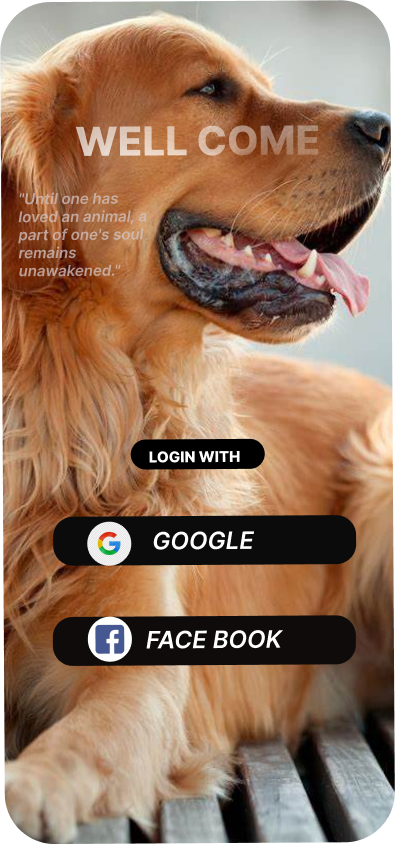 WELL COME
"Until one has
loved an animal, a
part of one's soul
remains
unawakened."
LOGIN WITH
GOOGLE
FACE BOOK